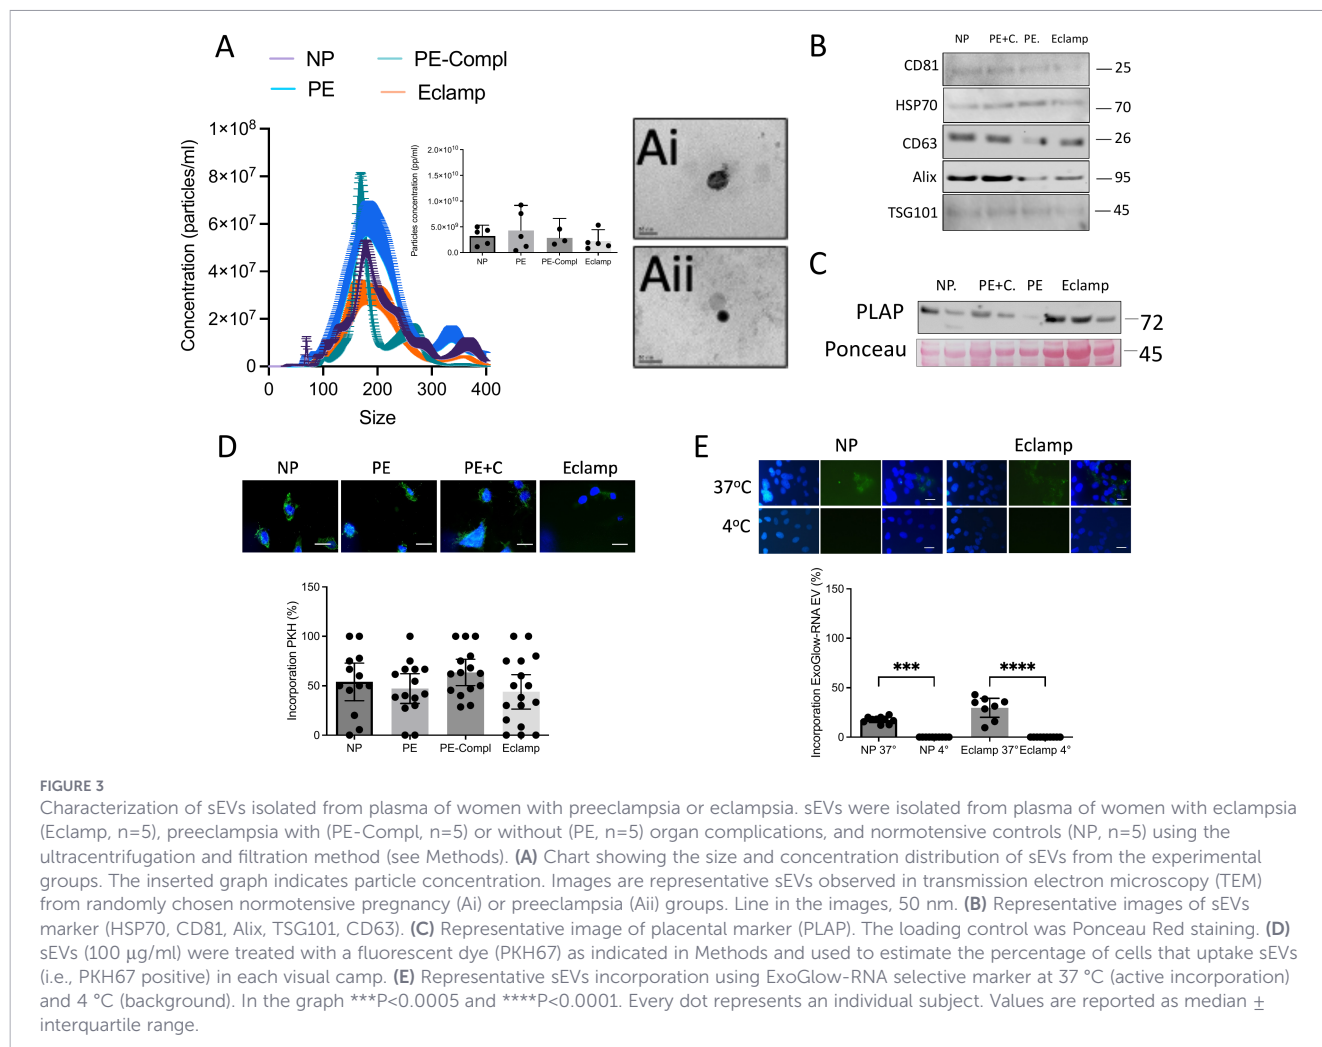 A
NP
PE-Compl
PE
Eclamp
Concentration (particles/ml)
1×10⁸
8×10⁷
6×10⁷
4×10⁷
2×10⁷
0
0 100 200 300 400
Size
Particles concentration (pp/ml)
2.0×10¹⁰
1.5×10¹⁰
1.0×10¹⁰
5.0×10⁹
0.0
NP PE PE-Compl Eclamp
Ai
Aii
B
NP PE+C. PE. Eclamp
CD81 25
HSP70 70
CD63 26
Alix 95
TSG101 45
C
NP. PE+C. PE Eclamp
PLAP 72
Ponceau 45
D
NP PE PE+C Eclamp
Incorporation PKH (%)
150
100
50
0
NP PE PE-Compl Eclamp
E
NP Eclamp
37ºC
4ºC
Incorporation ExoGlow-RNA EV (%)
150
100
50
0
*** ****
NP 37° NP 4° Eclamp 37° Eclamp 4°
FIGURE 3
Characterization of sEVs isolated from plasma of women with preeclampsia or eclampsia. sEVs were isolated from plasma of women with eclampsia
(Eclamp, n=5), preeclampsia with (PE-Compl, n=5) or without (PE, n=5) organ complications, and normotensive controls (NP, n=5) using the
ultracentrifugation and filtration method (see Methods). (A) Chart showing the size and concentration distribution of sEVs from the experimental
groups. The inserted graph indicates particle concentration. Images are representative sEVs observed in transmission electron microscopy (TEM)
from randomly chosen normotensive pregnancy (Ai) or preeclampsia (Aii) groups. Line in the images, 50 nm. (B) Representative images of sEVs
marker (HSP70, CD81, Alix, TSG101, CD63). (C) Representative image of placental marker (PLAP). The loading control was Ponceau Red staining. (D)
sEVs (100 μg/ml) were treated with a fluorescent dye (PKH67) as indicated in Methods and used to estimate the percentage of cells that uptake sEVs
(i.e., PKH67 positive) in each visual camp. (E) Representative sEVs incorporation using ExoGlow-RNA selective marker at 37 °C (active incorporation)
and 4 °C (background). In the graph ***P<0.0005 and ****P<0.0001. Every dot represents an individual subject. Values are reported as median ±
interquartile range.